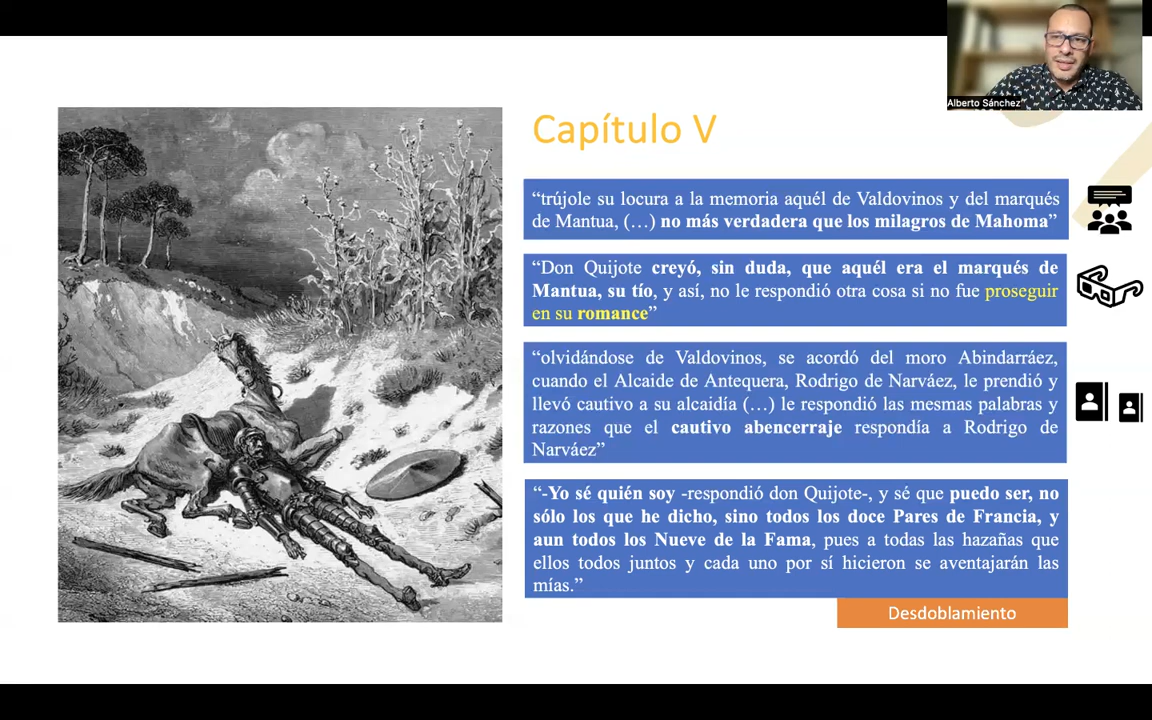 Alberto Sánchez
Capítulo V
“trújole su locura a la memoria aquél de Valdovinos y del marqués
de Mantua, (…) no más verdadera que los milagros de Mahoma”
“Don Quijote creyó, sin duda, que aquél era el marqués de
Mantua, su tío, y así, no le respondió otra cosa si no fue proseguir
en su romance”
“olvidándose de Valdovinos, se acordó del moro Abindarráez,
cuando el Alcaide de Antequera, Rodrigo de Narváez, le prendió y
llevó cautivo a su alcaidía (…) le respondió las mesmas palabras y
razones que el cautivo abencerraje respondía a Rodrigo de
Narváez”
“-Yo sé quién soy -respondió don Quijote-, y sé que puedo ser, no
sólo los que he dicho, sino todos los doce Pares de Francia, y
aun todos los Nueve de la Fama, pues a todas las hazañas que
ellos todos juntos y cada uno por sí hicieron se aventajarán las
mías.”
Desdoblamiento